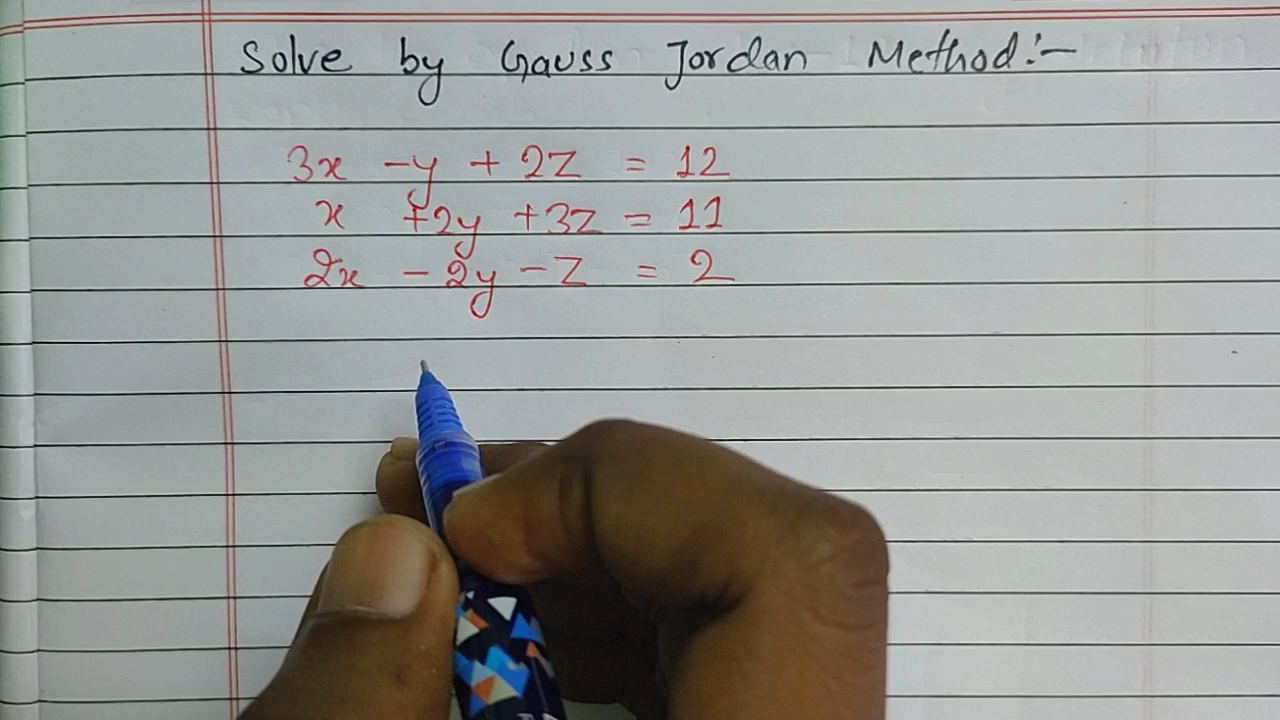 Solve by Gauss Jordan Method:-
3x - y + 2z = 12
x + 2y + 3z = 11
2x - 2y - z = 2